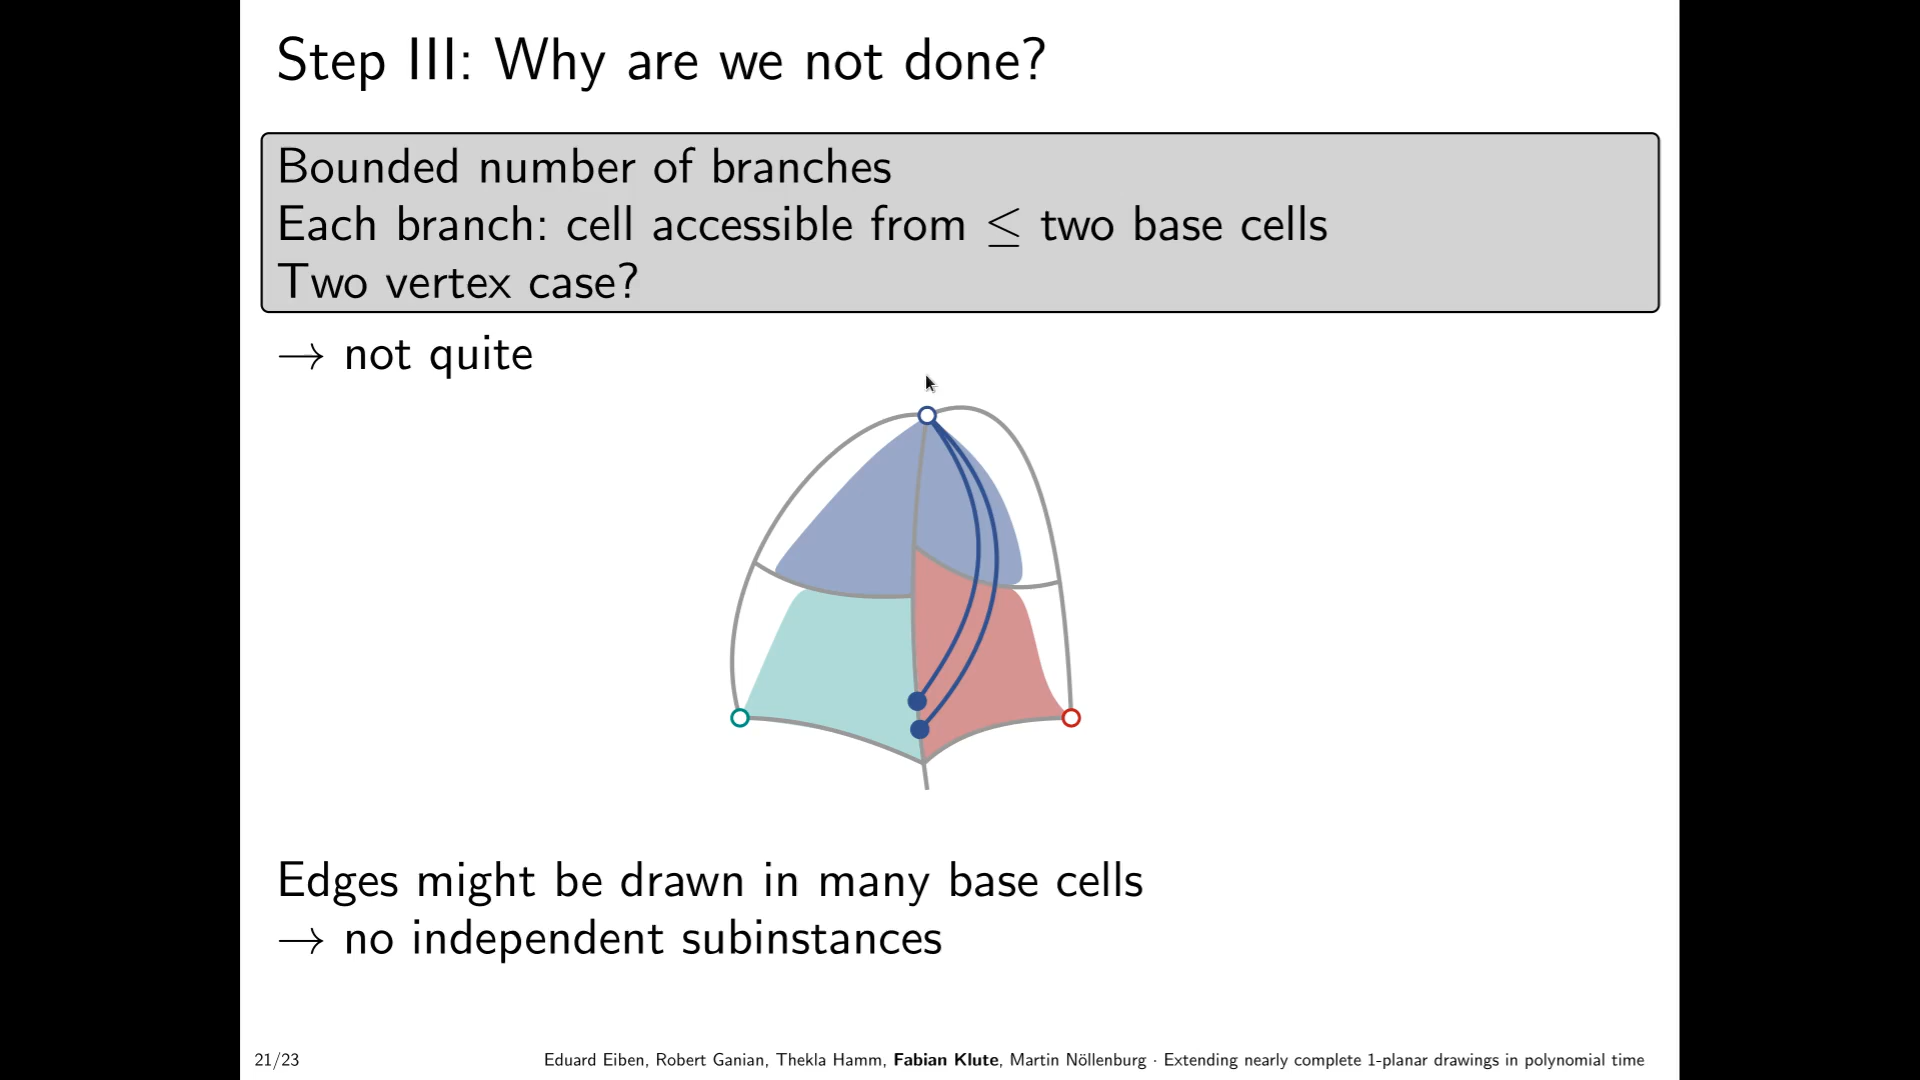 Step III: Why are we not done?
Bounded number of branches
Each branch: cell accessible from ≤ two base cells
Two vertex case?
→ not quite
Edges might be drawn in many base cells
→ no independent subinstances
21/23
Eduard Eiben, Robert Ganian, Thekla Hamm, Fabian Klute, Martin Nöllenburg · Extending nearly complete 1-planar drawings in polynomial time